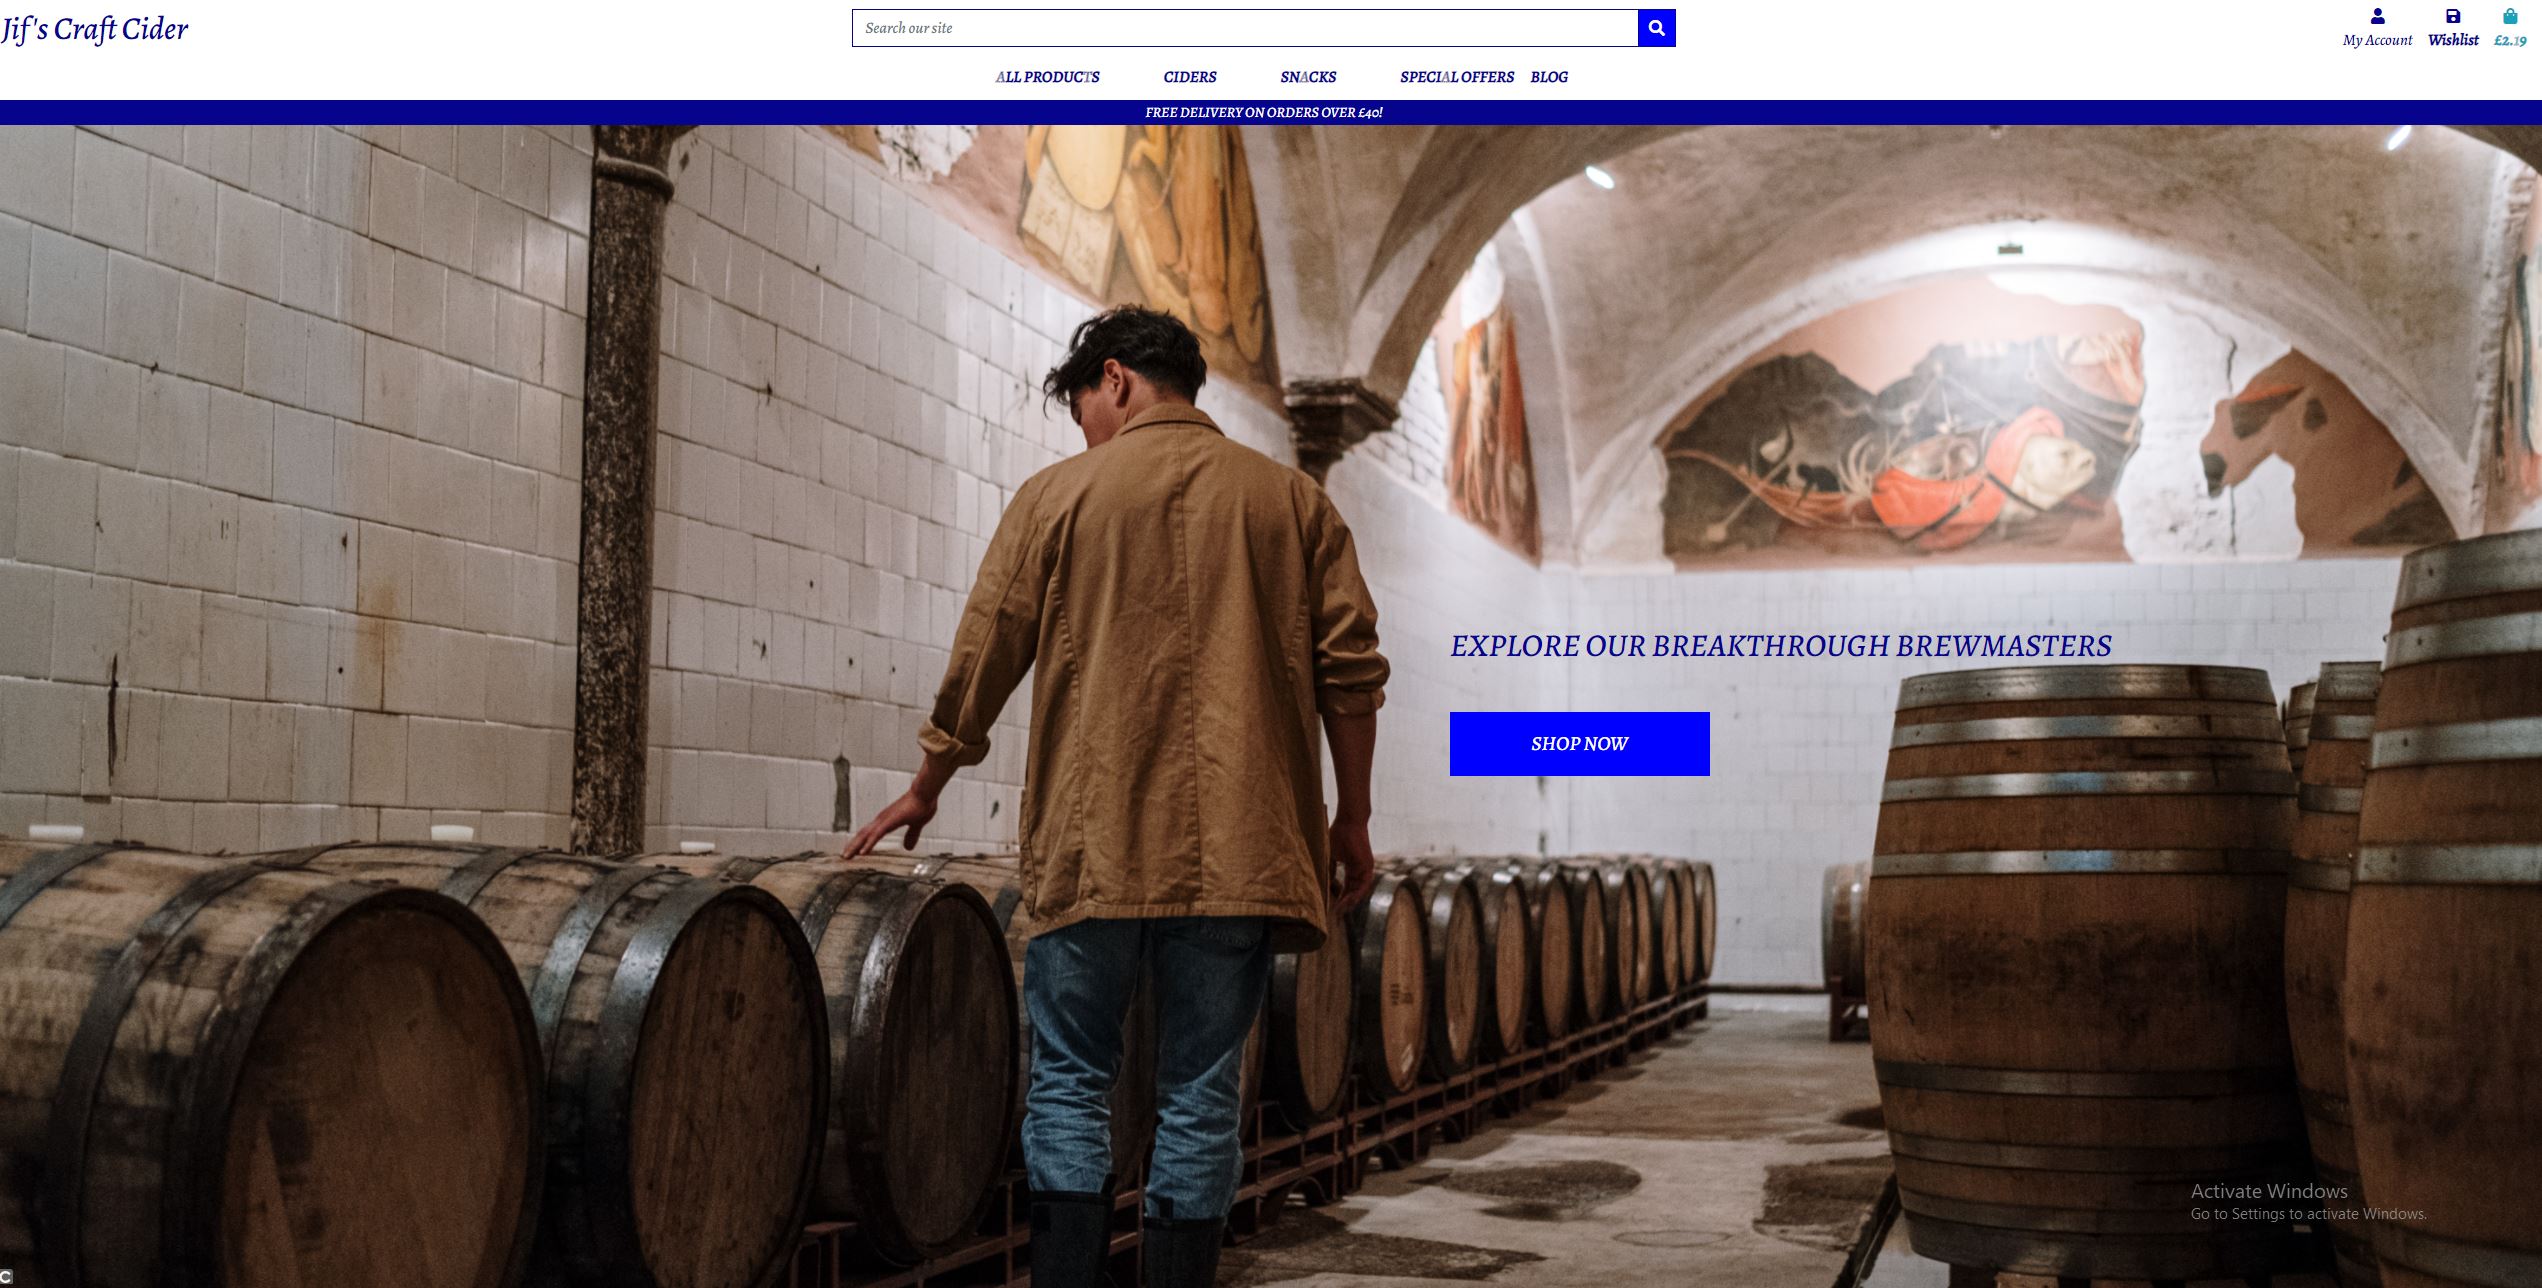 Jif's Craft Cider
Search our site
My Account
Wishlist
£2.19
ALL PRODUCTS
CIDERS
SNACKS
SPECIAL OFFERS
BLOG
FREE DELIVERY ON ORDERS OVER £40!
EXPLORE OUR BREAKTHROUGH BREWMASTERS
SHOP NOW
Activate Windows
Go to Settings to activate Windows.
C